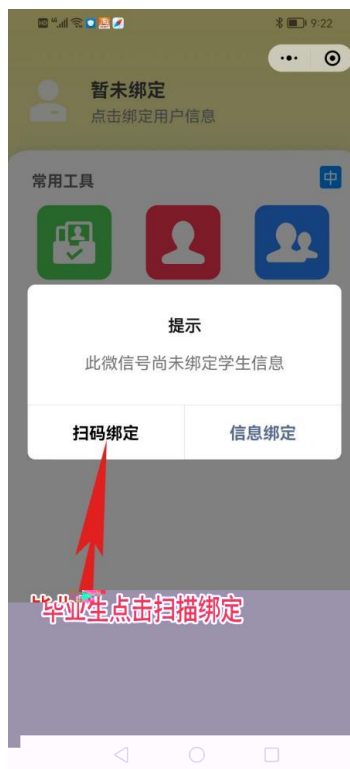 9:22
暂未绑定
点击绑定用户信息
常用工具
中
提示
此微信号尚未绑定学生信息
扫码绑定
信息绑定
毕业生点击扫描绑定